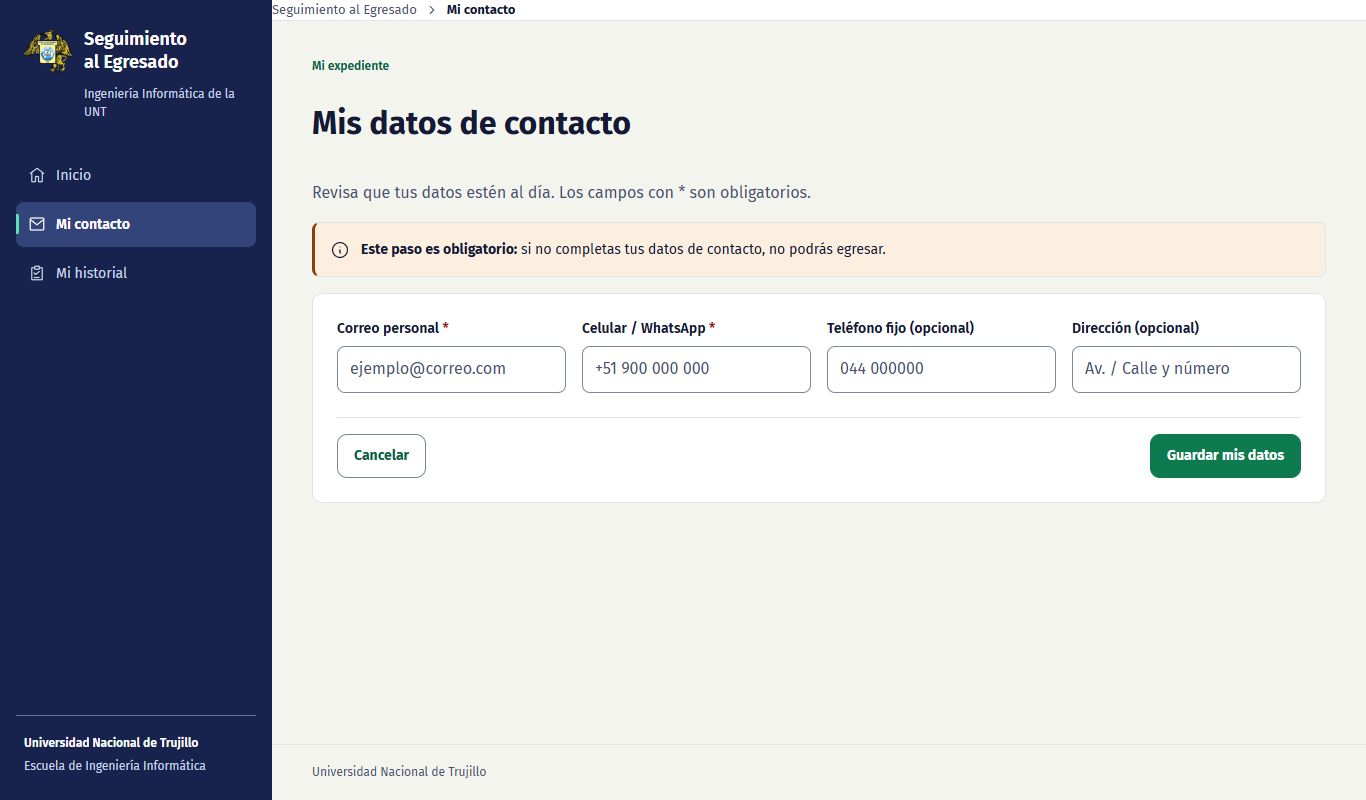 Seguimiento
al Egresado
Ingeniería Informática de la
UNT
Inicio
Mi contacto
Mi historial
Universidad Nacional de Trujillo
Escuela de Ingeniería Informática
Seguimiento al Egresado > Mi contacto
Mi expediente
Mis datos de contacto
Revisa que tus datos estén al día. Los campos con * son obligatorios.
Este paso es obligatorio: si no completas tus datos de contacto, no podrás egresar.
Correo personal * Celular / WhatsApp * Teléfono fijo (opcional) Dirección (opcional)
ejemplo@correo.com +51 900 000 000 044 000000 Av. / Calle y número
Cancelar Guardar mis datos
Universidad Nacional de Trujillo